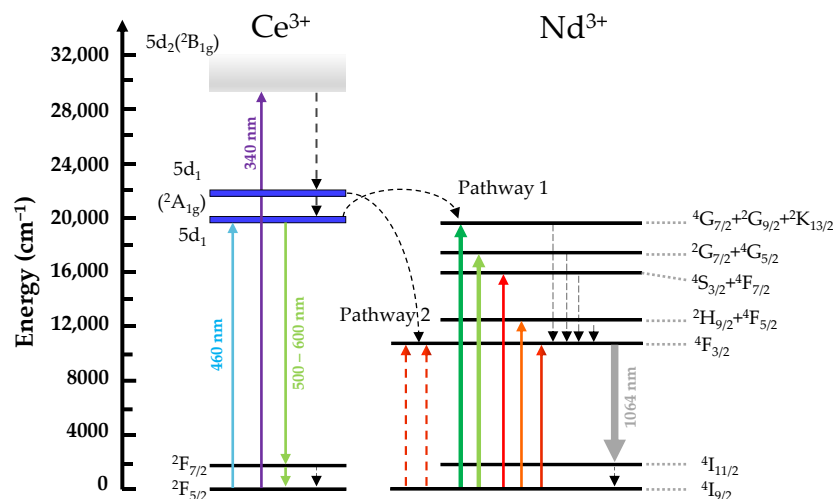 Ce³⁺
Nd³⁺
5d₂(²B₁g)
32,000
28,000
24,000
20,000
16,000
12,000
8000
4000
0
Energy (cm⁻¹)
340 nm
5d₁
(²A₁g)
5d₁
Pathway 1
Pathway 2
460 nm
500 – 600 nm
1064 nm
²F₇/₂
²F₅/₂
⁴G₇/₂+²G₉/₂+²K₁₃/₂
²G₇/₂+⁴G₅/₂
⁴S₃/₂+⁴F₇/₂
²H₉/₂+⁴F₅/₂
⁴F₃/₂
⁴I₁₁/₂
⁴I₉/₂